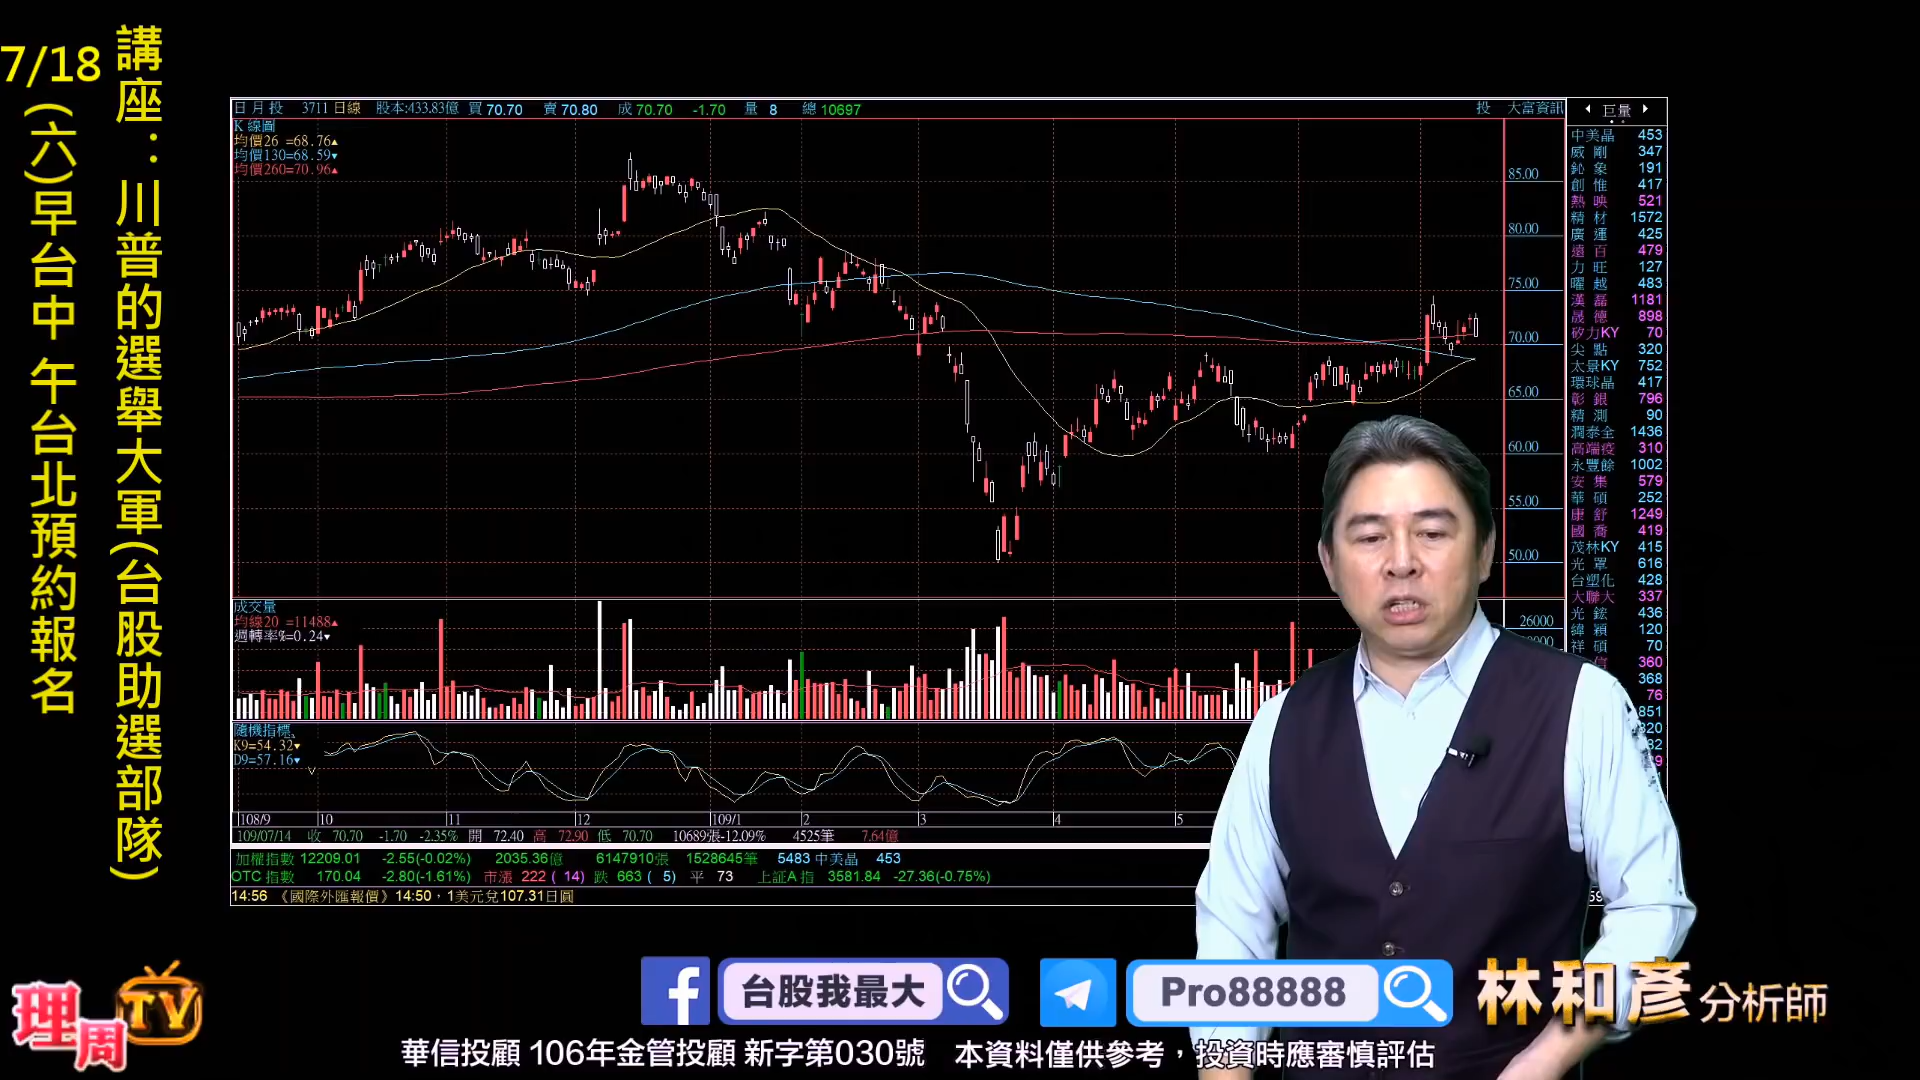 7/18(六)早台中 午台北預約報名
講座：川普的選舉大軍(台股助選部隊)
日月投 3711 日線 股本:433.83億 買 70.70 賣 70.80 成 70.70 -1.70 量 8 總 10697 投 大富資訊
K 線圖
均價26 =68.76▲
均價130=68.59▼
均價260=70.96▲
85.00
80.00
75.00
70.00
65.00
60.00
55.00
50.00
成交量
均線20 =11488▲
週轉率%=0.24▼
26000
隨機指標
K9=54.32▼
D9=57.16▼
108/9 10 11 12 109/1 2 3 4 5
109/07/14 收 70.70 -1.70 -2.35% 開 72.40 高 72.90 低 70.70 10689張-12.09% 4525筆 7.64億
加權指數 12209.01 -2.55(-0.02%) 2035.36億 6147910張 1528645筆 5483 中美晶 453
OTC 指數 170.04 -2.80(-1.61%) 市漲 222 ( 14) 跌 663 ( 5) 平 73 上証A指 3581.84 -27.36(-0.75%)
14:56 《國際外匯報價》14:50，1美元兌107.31日圓
◀ 巨量 ▶
中美晶 453
威剛 347
鈊象 191
創惟 417
熱映 521
精材 1572
廣運 425
遠百 479
力旺 127
曜越 483
漢磊 1181
晟德 898
矽力KY 70
尖點 320
太景KY 752
環球晶 417
彰銀 796
精測 90
潤泰全 1436
高端疫 310
永豐餘 1002
安集 579
華碩 252
康舒 1249
國喬 419
茂林KY 415
光罩 616
台塑化 428
大聯大 337
光鋐 436
緯穎 120
祥碩 70
信 360
368
76
851
理周TV
台股我最大
Pro88888
林和彥 分析師
華信投顧 106年金管投顧 新字第030號 本資料僅供參考，投資時應審慎評估